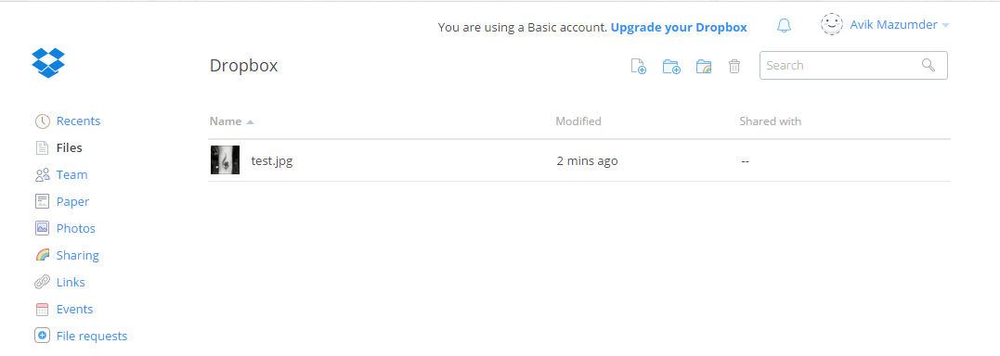 You are using a Basic account. Upgrade your Dropbox
Avik Mazumder
Dropbox
Search
Recents
Files
Team
Paper
Photos
Sharing
Links
Events
File requests
Name Modified Shared with
test.jpg 2 mins ago --